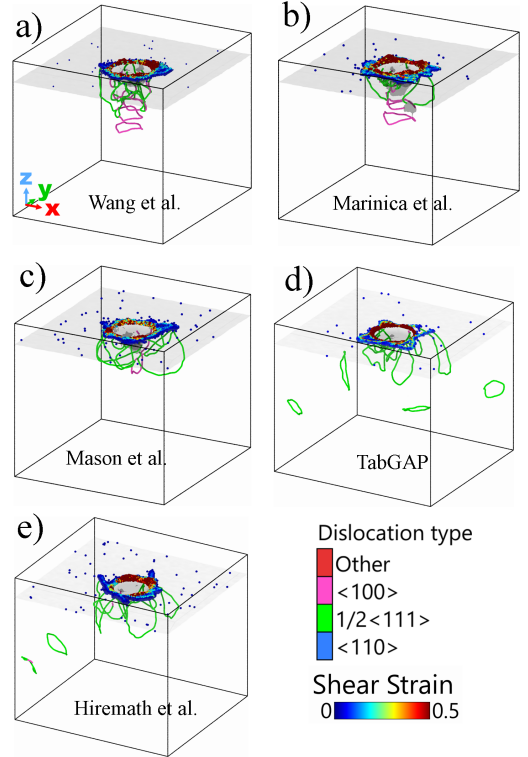 a)
b)
z
y
x
Wang et al.
Marinica et al.
c)
d)
Mason et al.
TabGAP
e)
Hiremath et al.
Dislocation type
Other
<100>
1/2<111>
<110>
Shear Strain
0 0.5